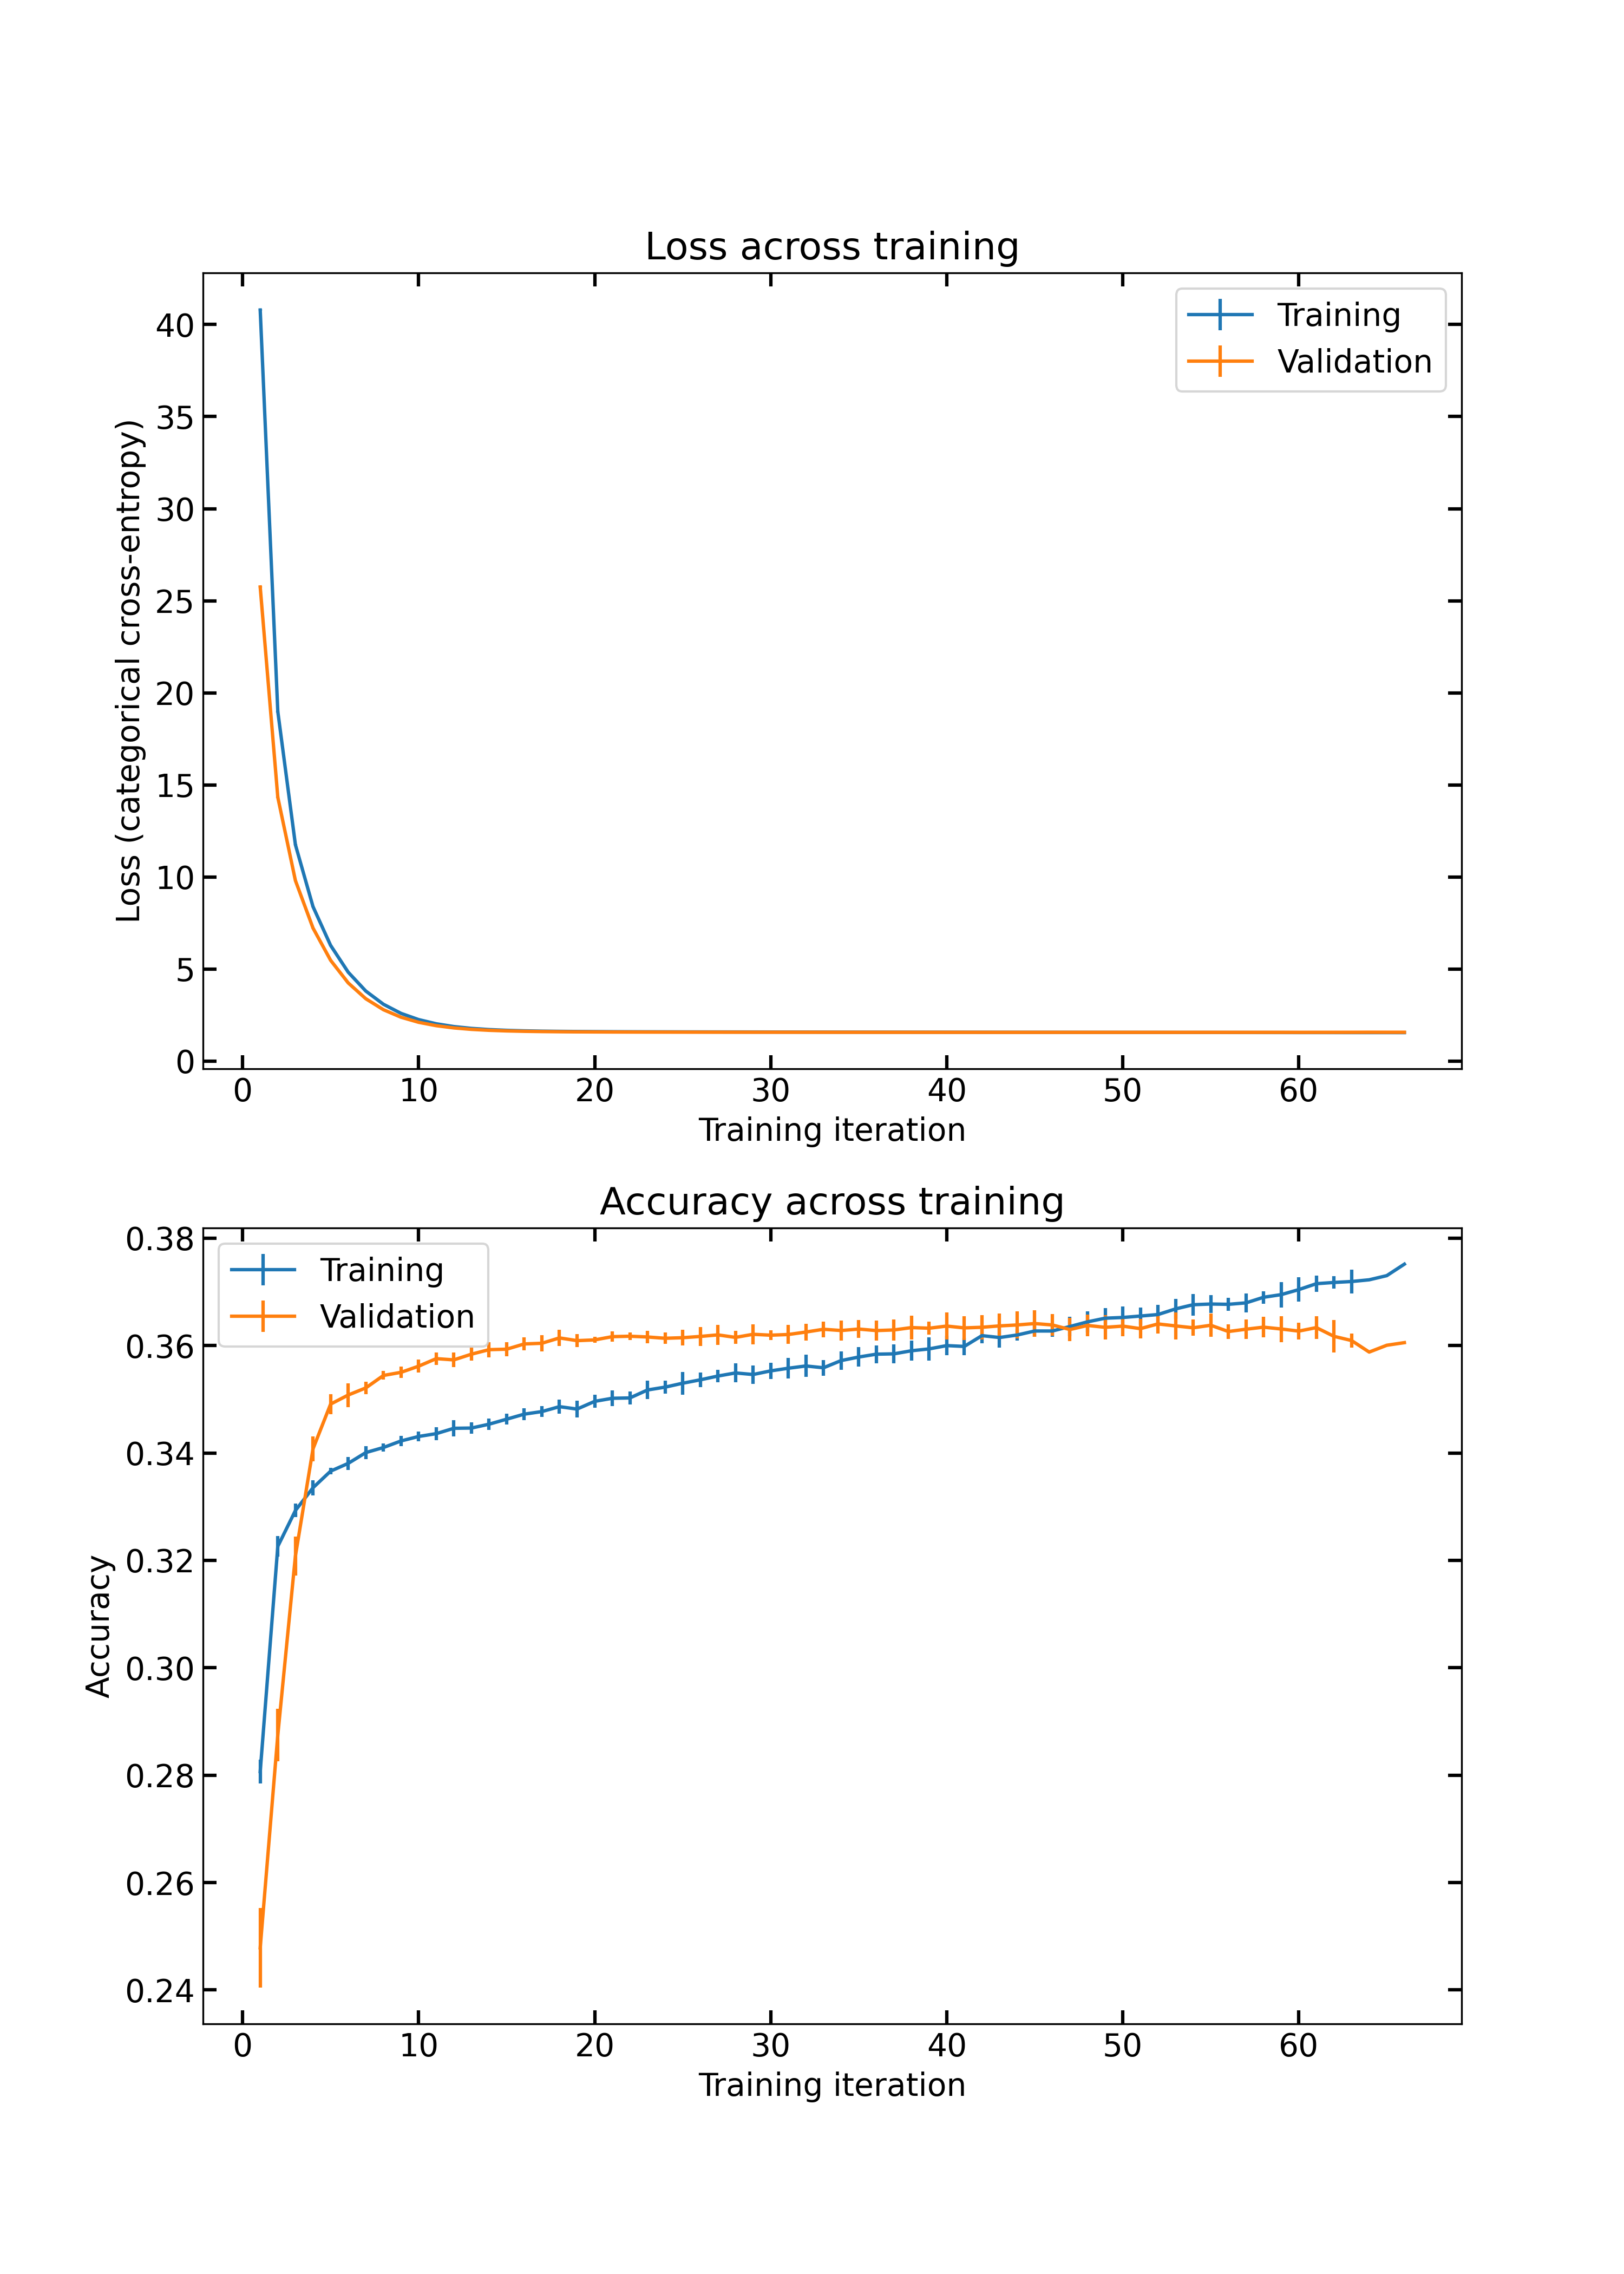 Loss across training
40
35
30
25
20
15
10
5
0
Loss (categorical cross-entropy)
Training
Validation
0 10 20 30 40 50 60
Training iteration
Accuracy across training
0.38
0.36
0.34
0.32
0.30
0.28
0.26
0.24
Accuracy
Training
Validation
0 10 20 30 40 50 60
Training iteration